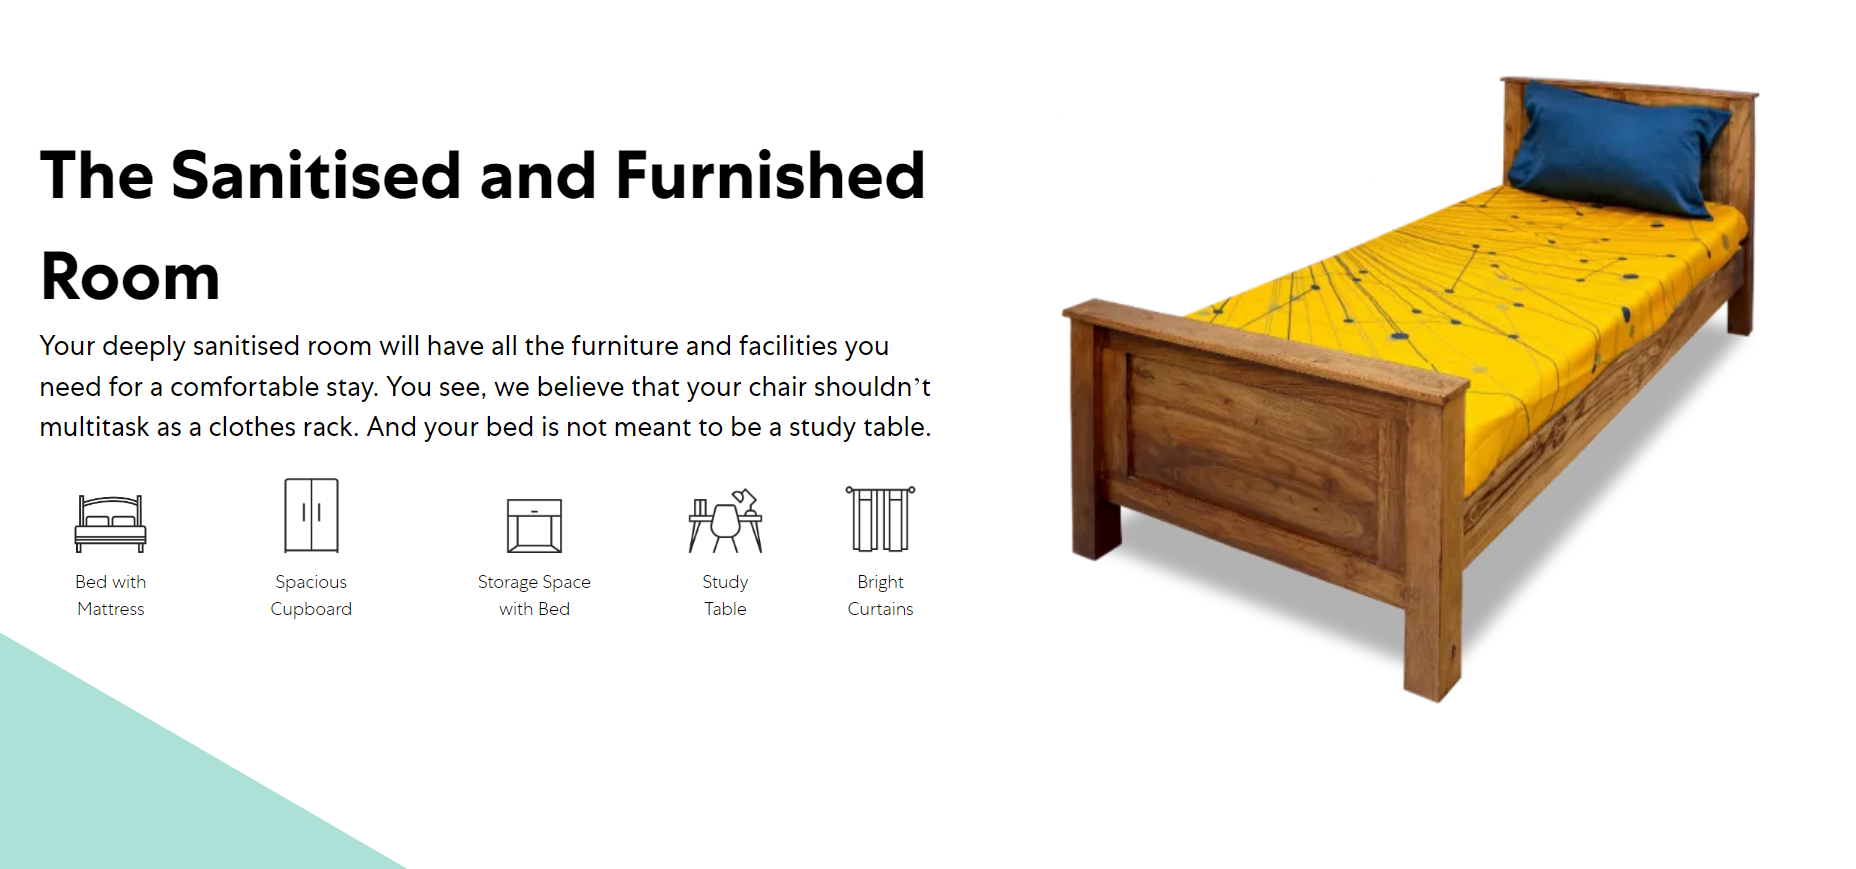 The Sanitised and Furnished
Room
Your deeply sanitised room will have all the furniture and facilities you
need for a comfortable stay. You see, we believe that your chair shouldn’t
multitask as a clothes rack. And your bed is not meant to be a study table.
Bed with
Mattress
Spacious
Cupboard
Storage Space
with Bed
Study
Table
Bright
Curtains